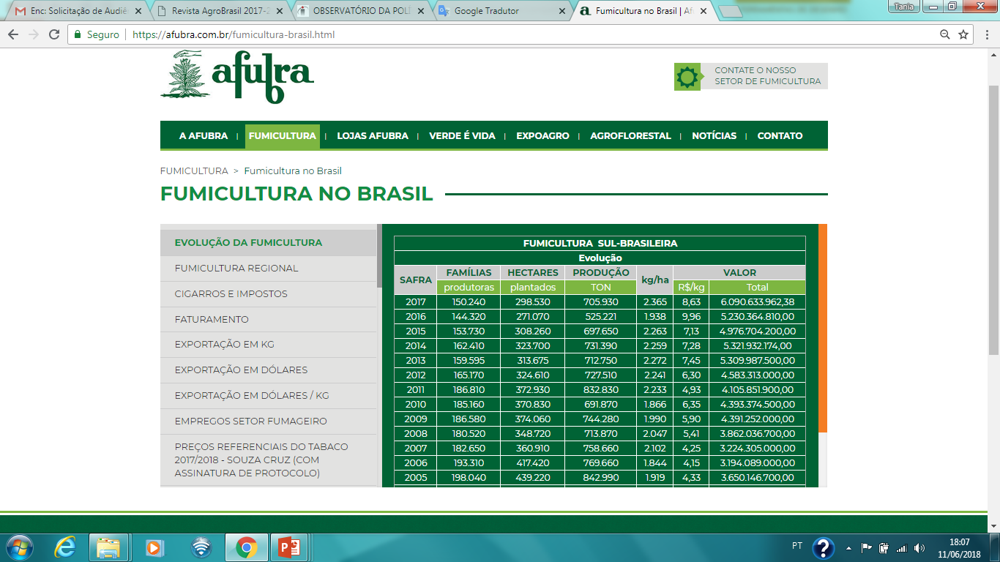 Enc: Solicitação de Audiê
Revista AgroBrasil 2017-2
OBSERVATÓRIO DA POLÍ
Google Tradutor
Fumicultura no Brasil | Af
Tania
Seguro
https://afubra.com.br/fumicultura-brasil.html
afubra
CONTATE O NOSSO
SETOR DE FUMICULTURA
A AFUBRA | FUMICULTURA | LOJAS AFUBRA | VERDE É VIDA | EXPOAGRO | AGROFLORESTAL | NOTÍCIAS | CONTATO
FUMICULTURA > Fumicultura no Brasil
FUMICULTURA NO BRASIL
EVOLUÇÃO DA FUMICULTURA
FUMICULTURA REGIONAL
CIGARROS E IMPOSTOS
FATURAMENTO
EXPORTAÇÃO EM KG
EXPORTAÇÃO EM DÓLARES
EXPORTAÇÃO EM DÓLARES / KG
EMPREGOS SETOR FUMAGEIRO
PREÇOS REFERENCIAIS DO TABACO
2017/2018 - SOUZA CRUZ (COM
ASSINATURA DE PROTOCOLO)
FUMICULTURA SUL-BRASILEIRA
Evolução
SAFRA FAMÍLIAS HECTARES PRODUÇÃO kg/ha VALOR
produtoras plantados TON R$/kg Total
2017 150.240 298.530 705.930 2.365 8,63 6.090.633.962,38
2016 144.320 271.070 525.221 1.938 9,96 5.230.364.810,00
2015 153.730 308.260 697.650 2.263 7,13 4.976.704.200,00
2014 162.410 323.700 731.390 2.259 7,28 5.321.932.174,00
2013 159.595 313.675 712.750 2.272 7,45 5.309.987.500,00
2012 165.170 324.610 727.510 2.241 6,30 4.583.313.000,00
2011 186.810 372.930 832.830 2.233 4,93 4.105.851.900,00
2010 185.160 370.830 691.870 1.866 6,35 4.393.374.500,00
2009 186.580 374.060 744.280 1.990 5,90 4.391.252.000,00
2008 180.520 348.720 713.870 2.047 5,41 3.862.036.700,00
2007 182.650 360.910 758.660 2.102 4,25 3.224.305.000,00
2006 193.310 417.420 769.660 1.844 4,15 3.194.089.000,00
2005 198.040 439.220 842.990 1.919 4,33 3.650.146.700,00
PT
18:07
11/06/2018